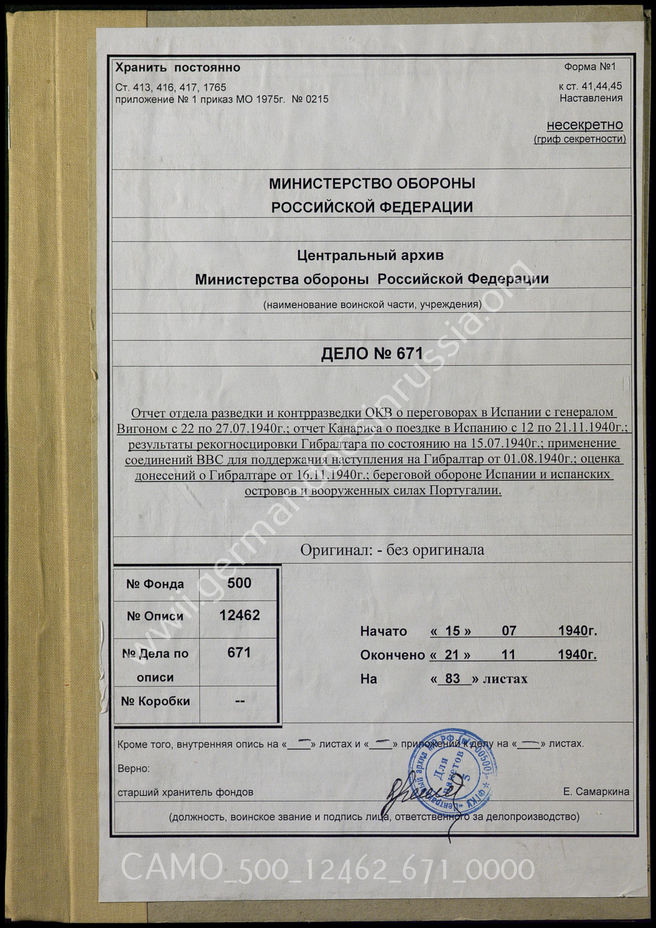 Хранить постоянно
Форма №1
Ст. 413, 416, 417, 1765
к ст. 41,44,45
приложение № 1 приказ МО 1975г. № 0215
Наставления
несекретно
(гриф секретности)
МИНИСТЕРСТВО ОБОРОНЫ
РОССИЙСКОЙ ФЕДЕРАЦИИ
Центральный архив
Министерства обороны Российской Федерации
(наименование воинской части, учреждения)
ДЕЛО № 671
Отчет отдела разведки и контрразведки ОКВ о переговорах в Испании с генералом
Вигоном с 22 по 27.07.1940г.; отчет Канариса о поездке в Испанию с 12 по 21.11.1940г.;
результаты рекогносцировки Гибралтара по состоянию на 15.07.1940г.; применение
соединений ВВС для поддержания наступления на Гибралтар от 01.08.1940г.; оценка
донесений о Гибралтаре от 16.11.1940г.; береговой обороне Испании и испанских
островов и вооруженных силах Португалии.
Оригинал: - без оригинала
№ Фонда 500
№ Описи 12462
№ Дела по описи 671
№ Коробки --
Начато « 15 » 07 1940г.
Окончено « 21 » 11 1940г.
На « 83 » листах
Кроме того, внутренняя опись на «—» листах и «—» приложений к делу на «—» листах.
Верно:
старший хранитель фондов
Е. Самаркина
(должность, воинское звание и подпись лица, ответственного за делопроизводство)
Для
5
www.germandocsinrussia.org
CAMO_500_12462_671_0000